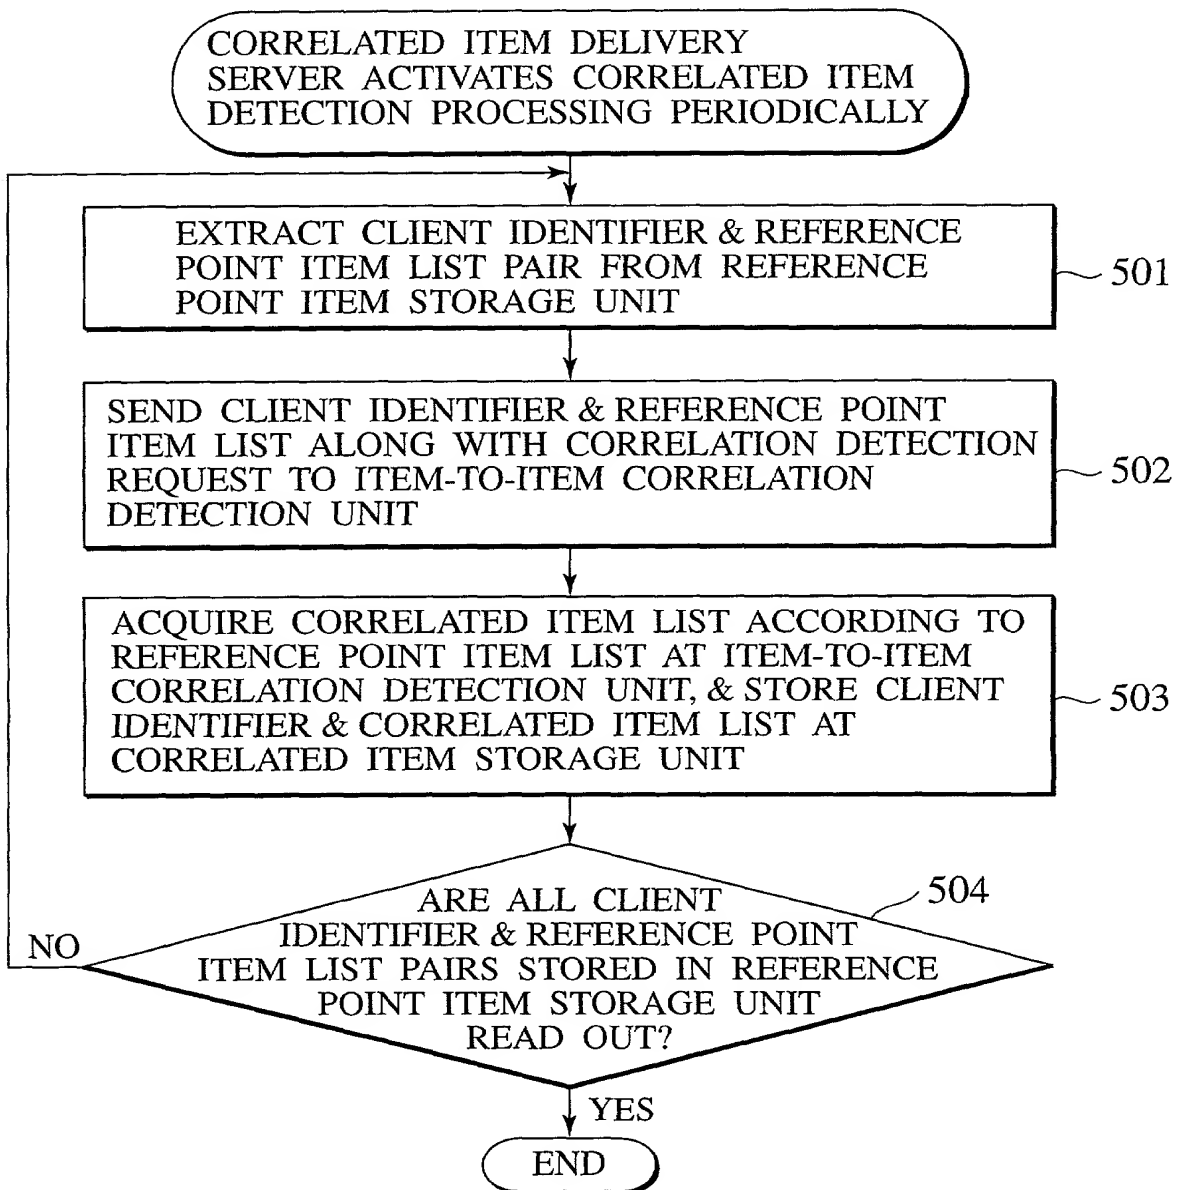 CORRELATED ITEM DELIVERY
SERVER ACTIVATES CORRELATED ITEM
DETECTION PROCESSING PERIODICALLY
EXTRACT CLIENT IDENTIFIER & REFERENCE
POINT ITEM LIST PAIR FROM REFERENCE
POINT ITEM STORAGE UNIT
501
SEND CLIENT IDENTIFIER & REFERENCE POINT
ITEM LIST ALONG WITH CORRELATION DETECTION
REQUEST TO ITEM-TO-ITEM CORRELATION
DETECTION UNIT
502
ACQUIRE CORRELATED ITEM LIST ACCORDING TO
REFERENCE POINT ITEM LIST AT ITEM-TO-ITEM
CORRELATION DETECTION UNIT, & STORE CLIENT
IDENTIFIER & CORRELATED ITEM LIST AT
CORRELATED ITEM STORAGE UNIT
503
ARE ALL CLIENT
IDENTIFIER & REFERENCE POINT
ITEM LIST PAIRS STORED IN REFERENCE
POINT ITEM STORAGE UNIT
READ OUT?
504
NO
YES
END